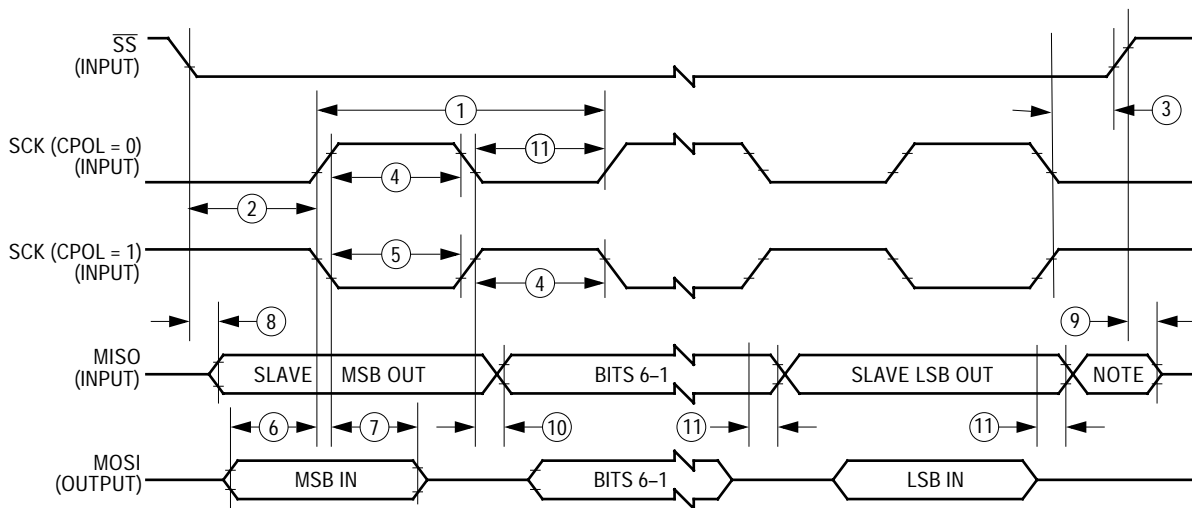 SS
(INPUT)
1
3
SCK (CPOL = 0)
(INPUT)
11
4
2
SCK (CPOL = 1)
(INPUT)
5
4
8
9
MISO
(INPUT)
SLAVE MSB OUT
BITS 6–1
SLAVE LSB OUT
NOTE
6
7
10
11
11
MOSI
(OUTPUT)
MSB IN
BITS 6–1
LSB IN